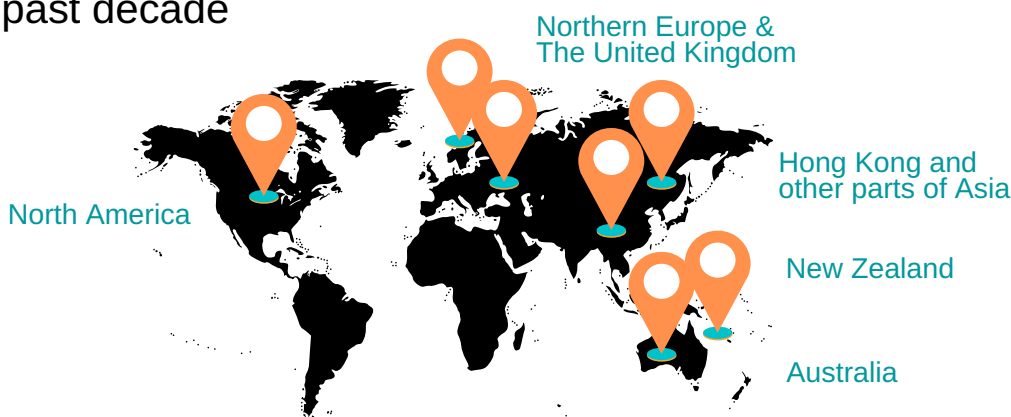 past decade
Northern Europe &
The United Kingdom
Hong Kong and
other parts of Asia
North America
New Zealand
Australia